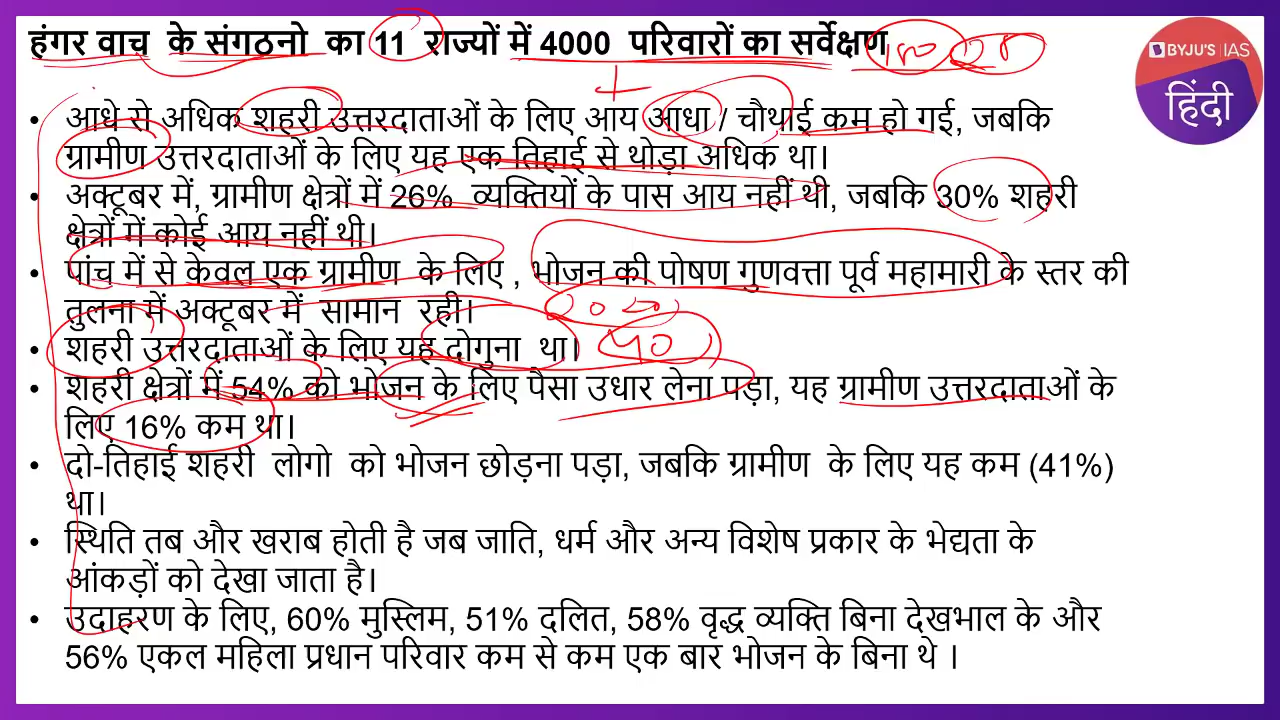 हंगर वाच के संगठनो का 11 राज्यों में 4000 परिवारों का सर्वेक्षण
BYJU'S IAS
हिंदी
• आधे से अधिक शहरी उत्तरदाताओं के लिए आय आधा / चौथाई कम हो गई, जबकि
ग्रामीण उत्तरदाताओं के लिए यह एक तिहाई से थोड़ा अधिक था।
• अक्टूबर में, ग्रामीण क्षेत्रों में 26% व्यक्तियों के पास आय नहीं थी, जबकि 30% शहरी
क्षेत्रों में कोई आय नहीं थी।
• पांच में से केवल एक ग्रामीण के लिए , भोजन की पोषण गुणवत्ता पूर्व महामारी के स्तर की
तुलना में अक्टूबर में सामान रही।
2020
• शहरी उत्तरदाताओं के लिए यह दोगुना था।
40
• शहरी क्षेत्रों में 54% को भोजन के लिए पैसा उधार लेना पड़ा, यह ग्रामीण उत्तरदाताओं के
लिए 16% कम था।
• दो-तिहाई शहरी लोगो को भोजन छोड़ना पड़ा, जबकि ग्रामीण के लिए यह कम (41%)
था।
• स्थिति तब और खराब होती है जब जाति, धर्म और अन्य विशेष प्रकार के भेद्यता के
आंकड़ों को देखा जाता है।
• उदाहरण के लिए, 60% मुस्लिम, 51% दलित, 58% वृद्ध व्यक्ति बिना देखभाल के और
56% एकल महिला प्रधान परिवार कम से कम एक बार भोजन के बिना थे ।